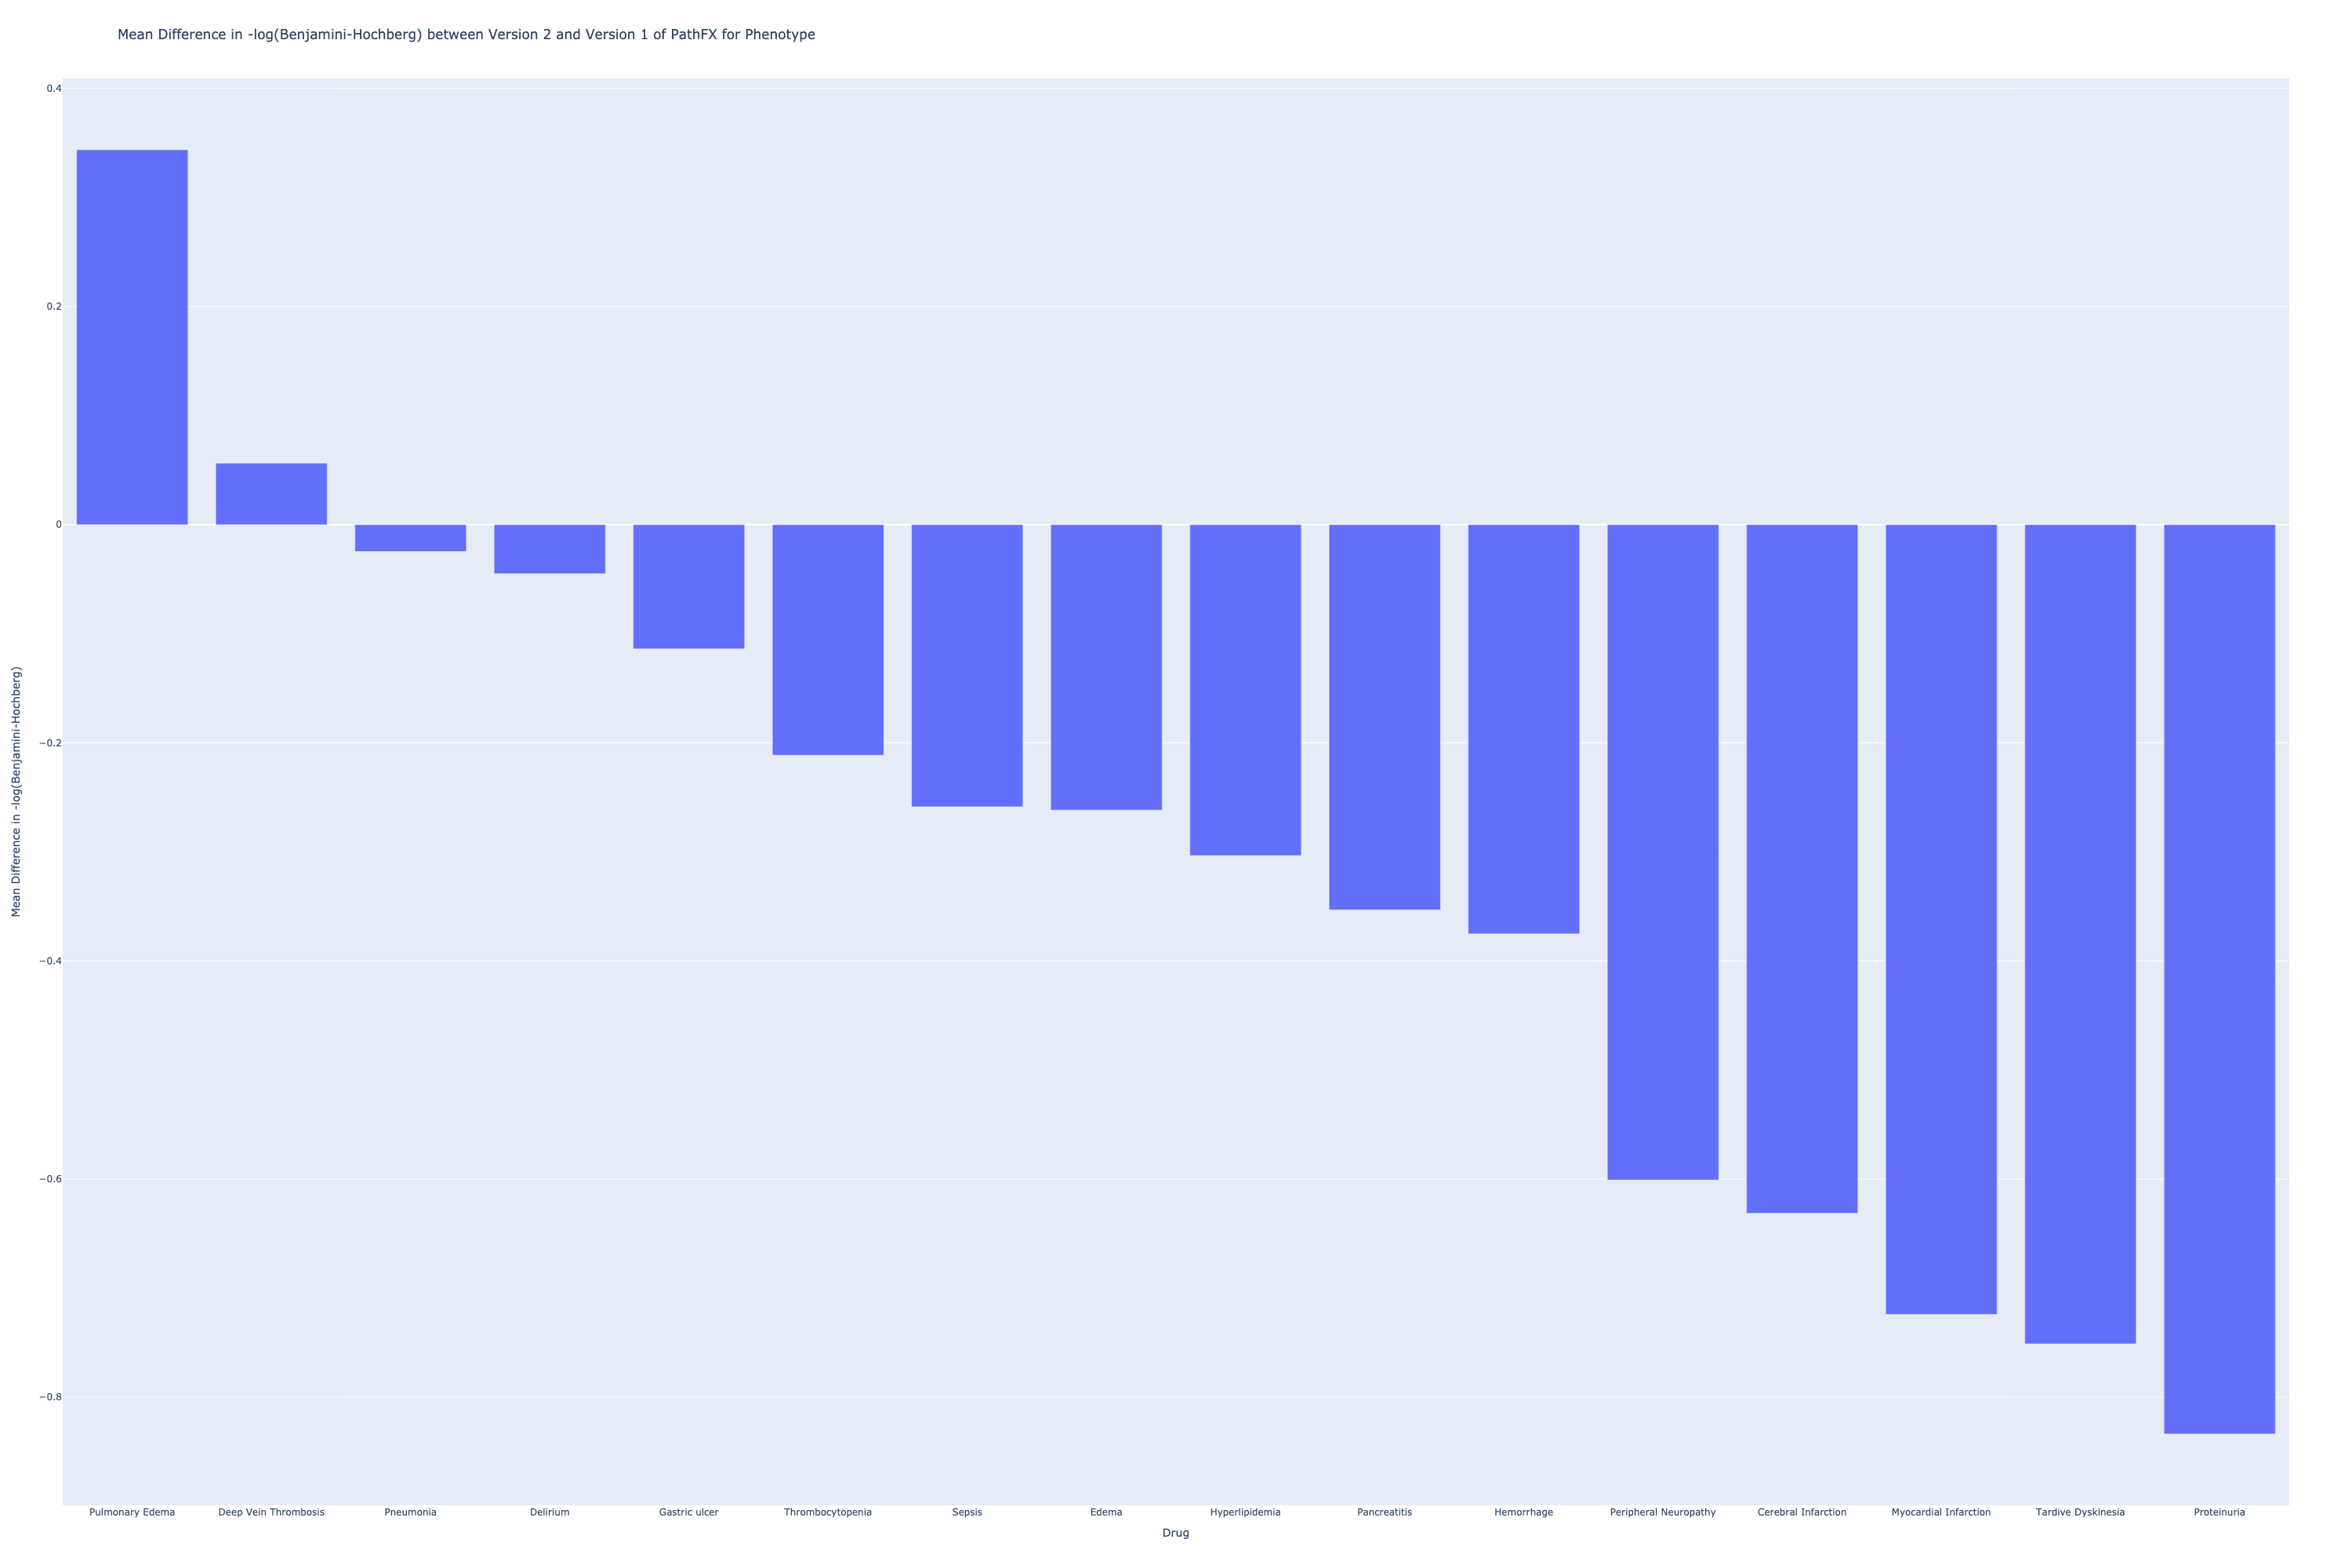 Mean Difference in -log(Benjamini-Hochberg) between Version 2 and Version 1 of PathFX for Phenotype
Mean Difference in -log(Benjamini-Hochberg)
0.4
0.2
0
−0.2
−0.4
−0.6
−0.8
Pulmonary Edema
Deep Vein Thrombosis
Pneumonia
Delirium
Gastric ulcer
Thrombocytopenia
Sepsis
Edema
Hyperlipidemia
Pancreatitis
Hemorrhage
Peripheral Neuropathy
Cerebral Infarction
Myocardial Infarction
Tardive Dyskinesia
Proteinuria
Drug